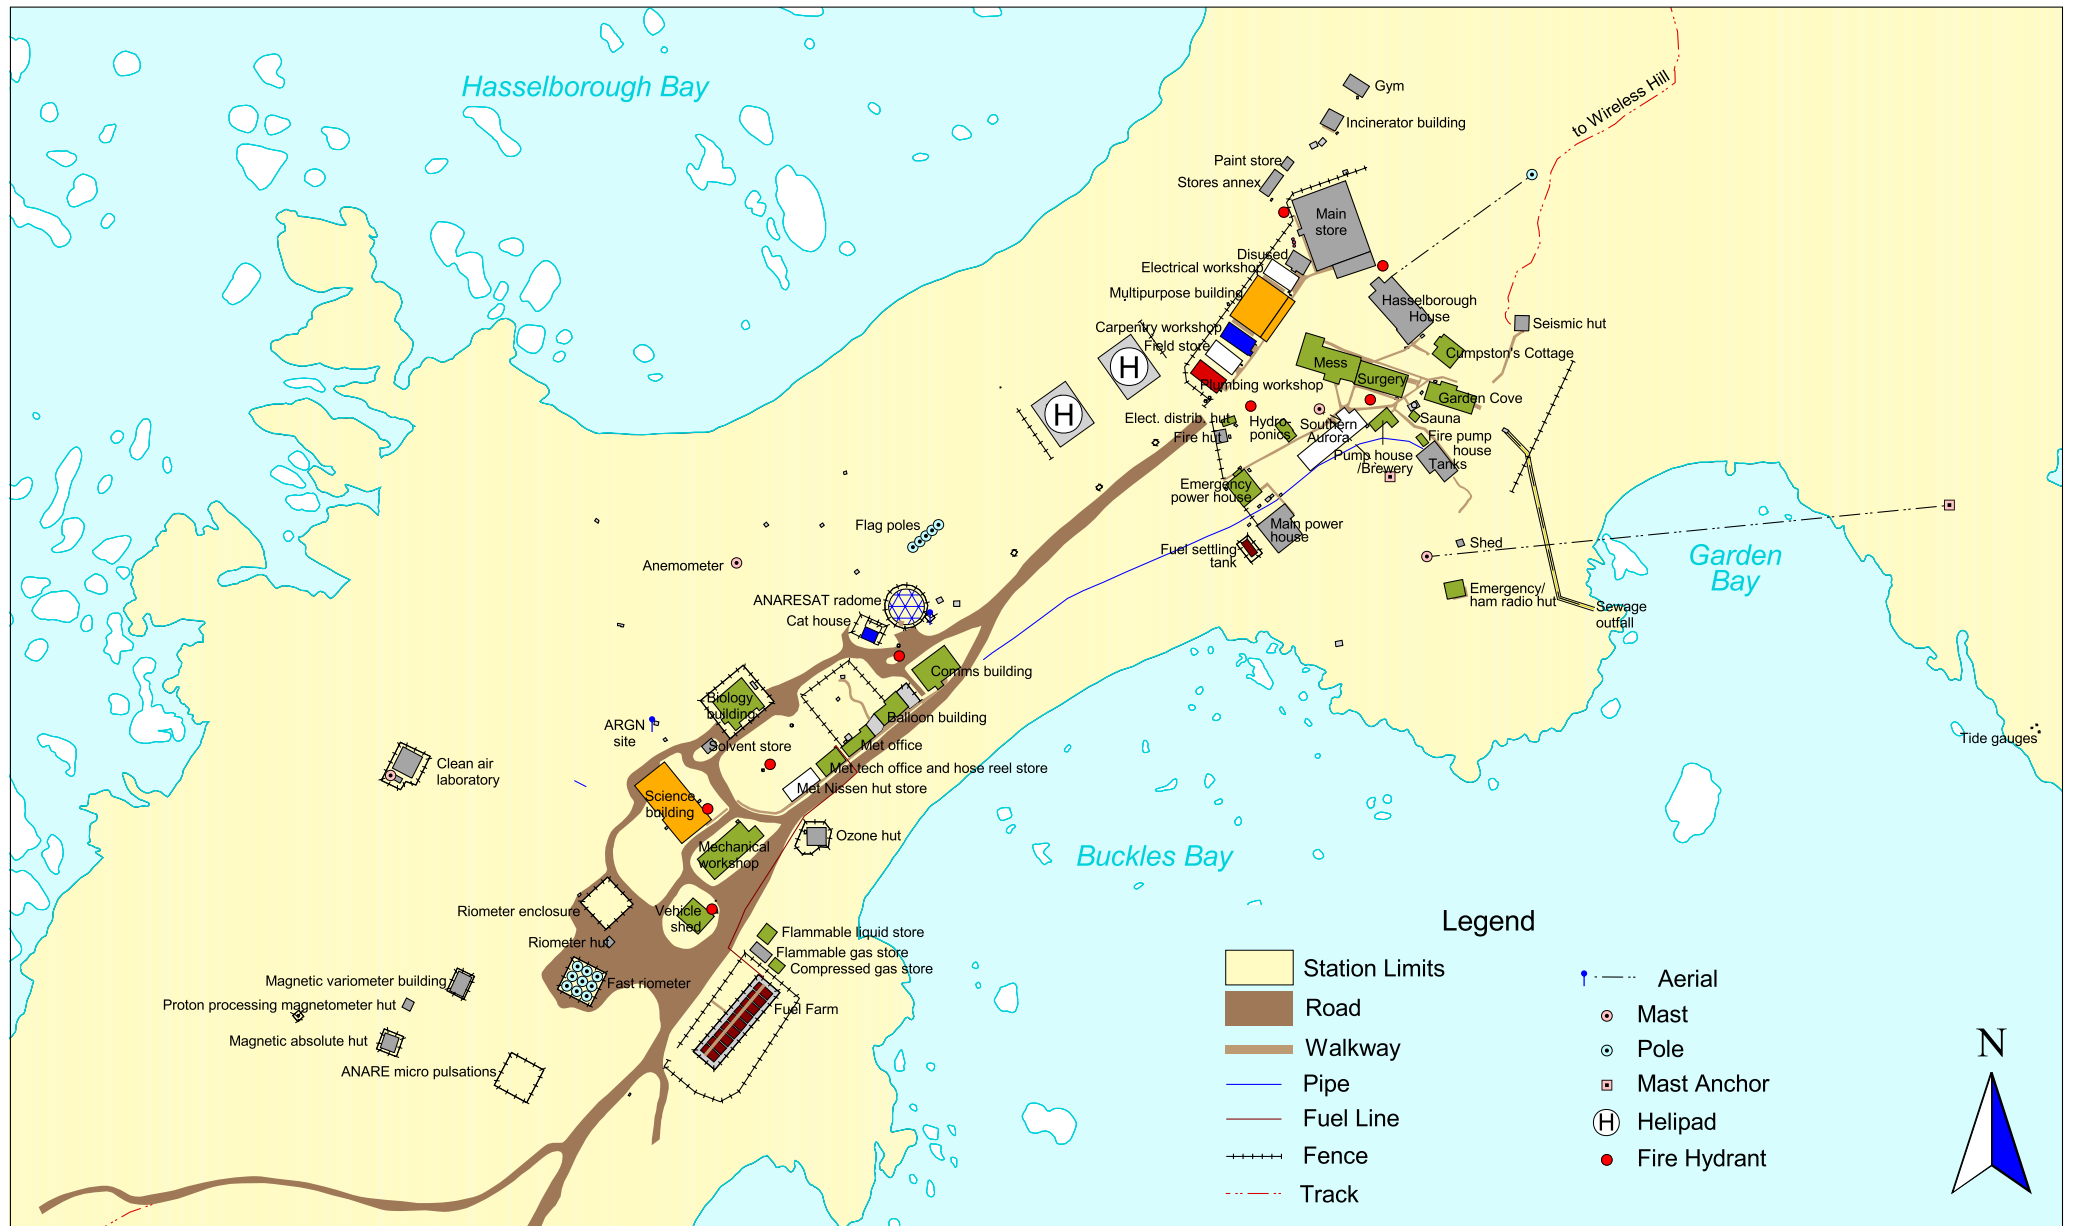 Hasselborough Bay
to Wireless Hill
Gym
Incinerator building
Paint store
Stores annex
Main
store
Disused
Electrical workshop
Multipurpose building
Hasselborough
House
Carpentry workshop
Field store
Seismic hut
Cumpston's Cottage
Mess
Surgery
Plumbing workshop
Garden Cove
Elect. distrib. hut
Hydro-
ponics
Southern
Aurora
Sauna
Fire hut
Fire pump
house
Pump house
/Brewery
Tanks
Emergency
power house
Main power
house
Flag poles
Fuel settling
tank
Shed
Garden
Bay
Anemometer
ANARESAT radome
Cat house
Emergency/
ham radio hut
Sewage
outfall
Comms building
Biology
building
Balloon building
ARGN
site
Solvent store
Met office
Tide gauges
Clean air
laboratory
Met tech office and hose reel store
Met Nissen hut store
Science
building
Ozone hut
Mechanical
workshop
Buckles Bay
Riometer enclosure
Vehicle
shed
Flammable liquid store
Riometer hut
Flammable gas store
Compressed gas store
Magnetic variometer building
Fast riometer
Proton processing magnetometer hut
Fuel Farm
Magnetic absolute hut
ANARE micro pulsations
Legend
Station Limits
Road
Walkway
Pipe
Fuel Line
Fence
Track
Aerial
Mast
Pole
Mast Anchor
H
Helipad
Fire Hydrant
N
H
H